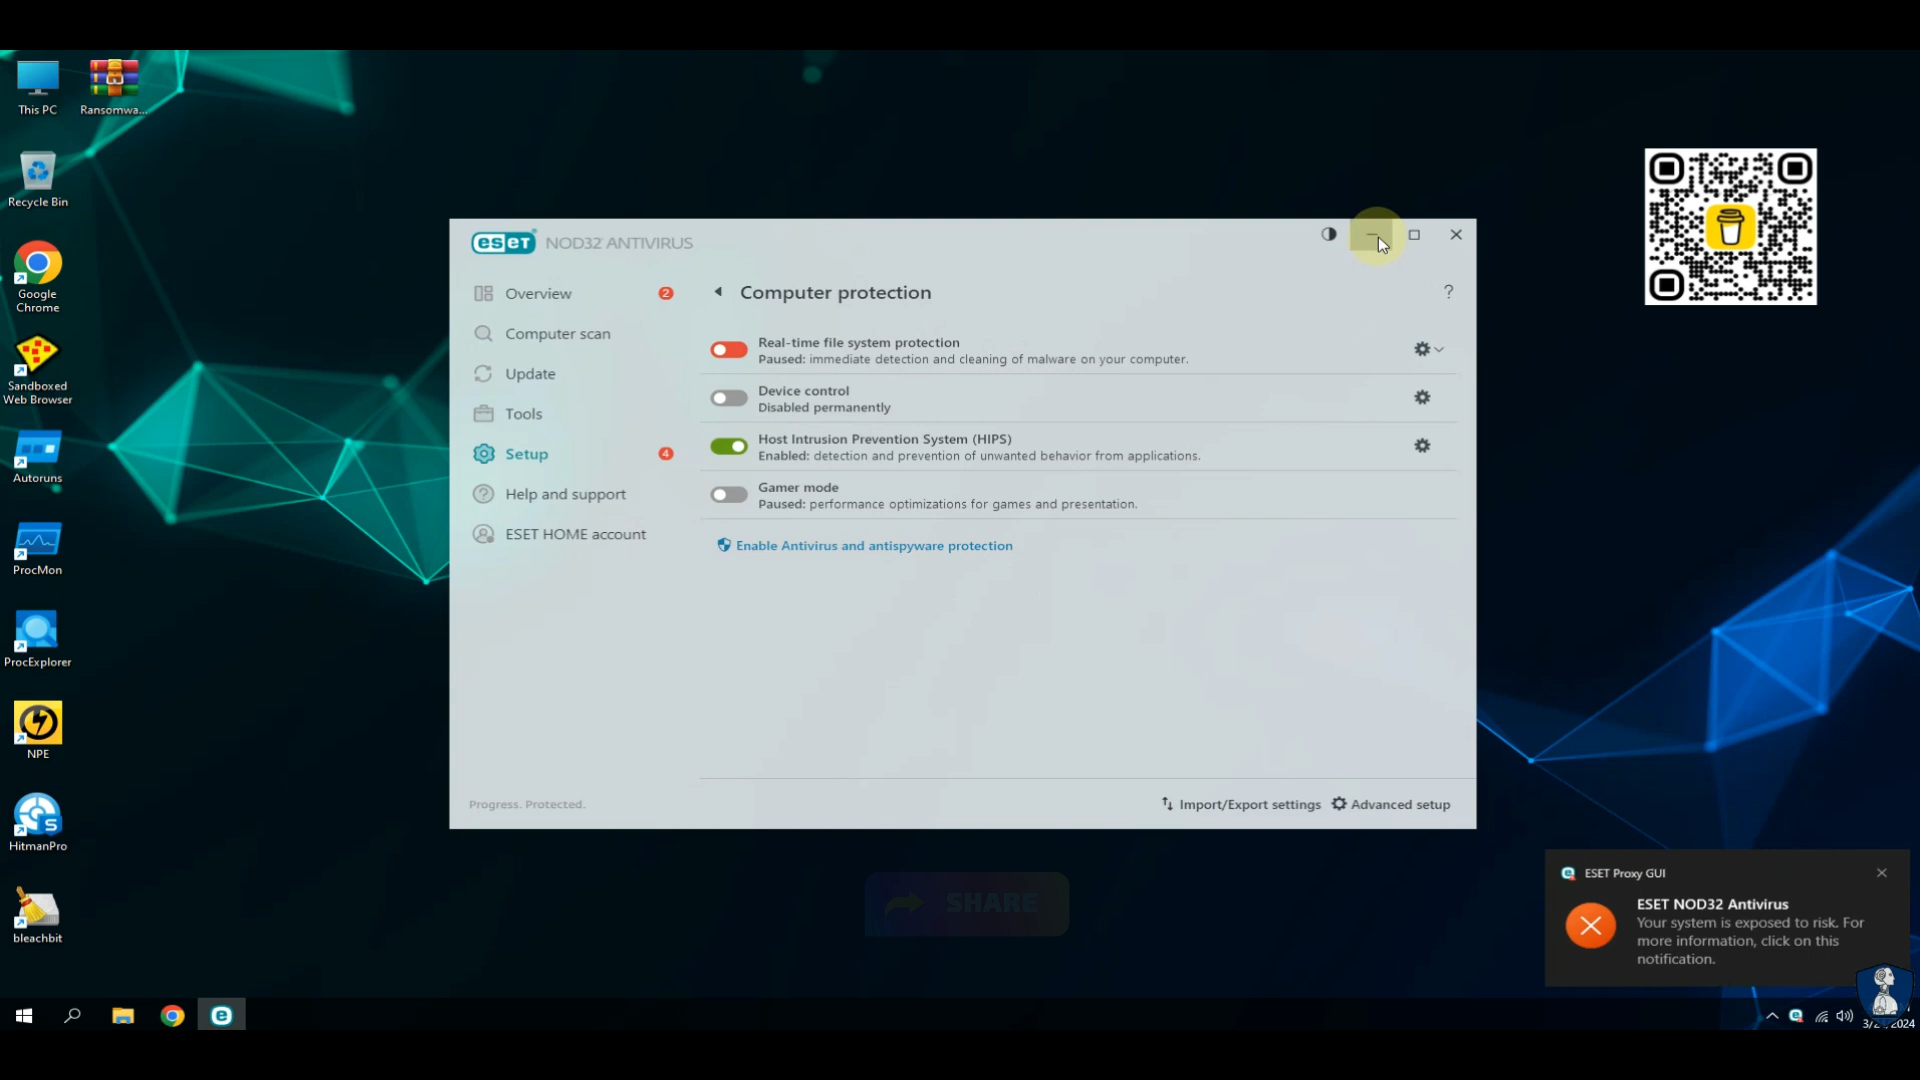 This PC
Ransomwa...
Recycle Bin
Google
Chrome
Sandboxed
Web Browser
Autoruns
ProcMon
ProcExplorer
NPE
HitmanPro
bleachbit
eset NOD32 ANTIVIRUS
Overview 2
Computer scan
Update
Tools
Setup 4
Help and support
ESET HOME account
Progress. Protected.
Computer protection ?
Real-time file system protection
Paused: immediate detection and cleaning of malware on your computer.
Device control
Disabled permanently
Host Intrusion Prevention System (HIPS)
Enabled: detection and prevention of unwanted behavior from applications.
Gamer mode
Paused: performance optimizations for games and presentation.
Enable Antivirus and antispyware protection
Import/Export settings Advanced setup
SHARE
ESET Proxy GUI
ESET NOD32 Antivirus
Your system is exposed to risk. For
more information, click on this
notification.